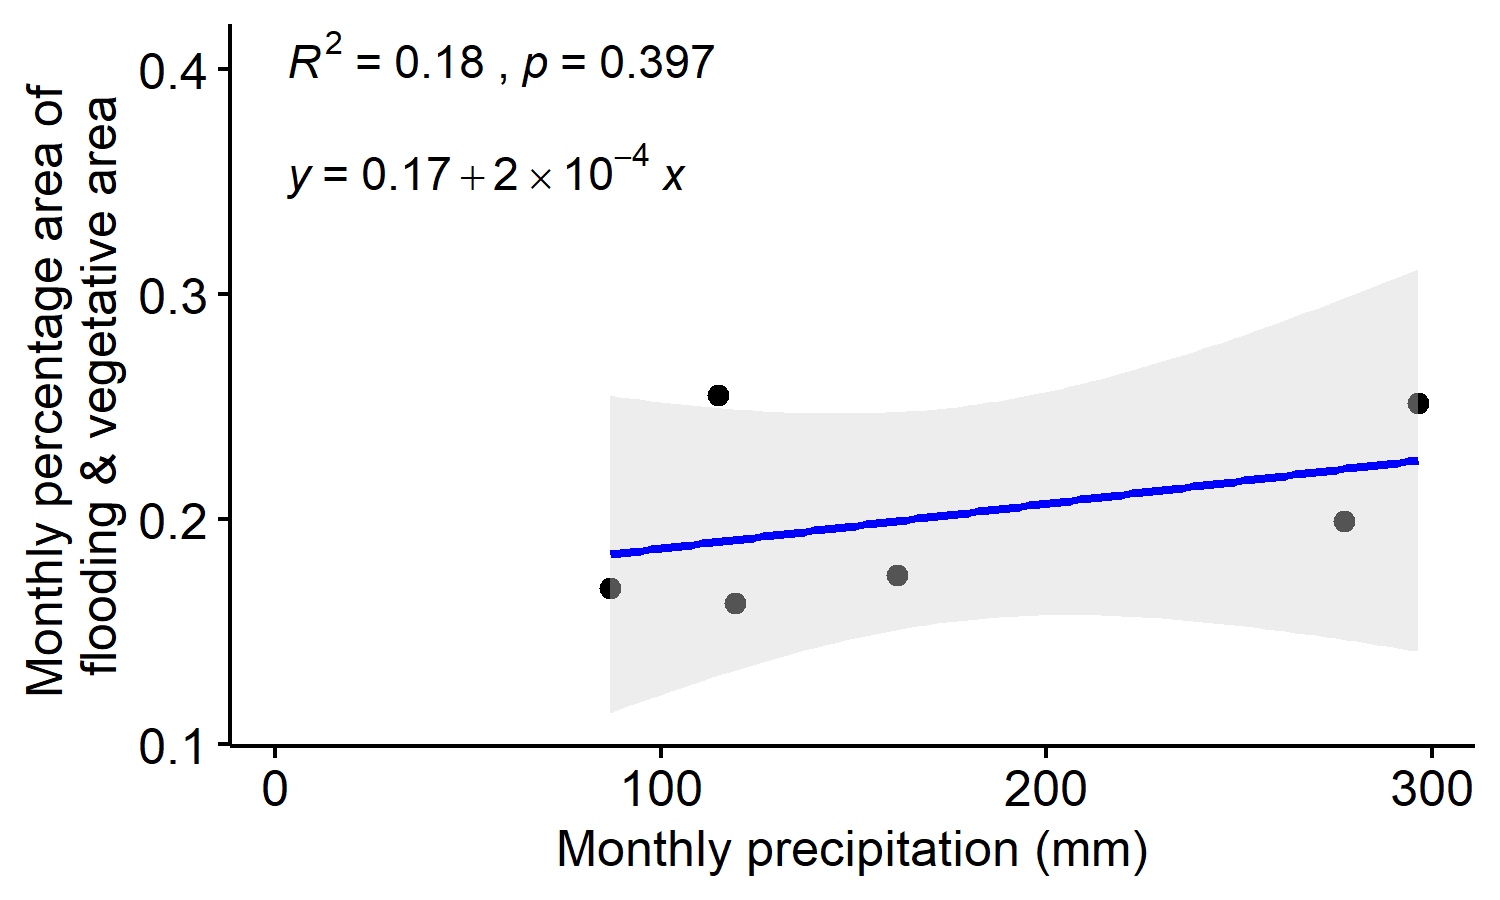 R² = 0.18 , p = 0.397
y = 0.17 + 2 × 10⁻⁴ x
Monthly percentage area of
flooding & vegetative area
0.4
0.3
0.2
0.1
0 100 200 300
Monthly precipitation (mm)